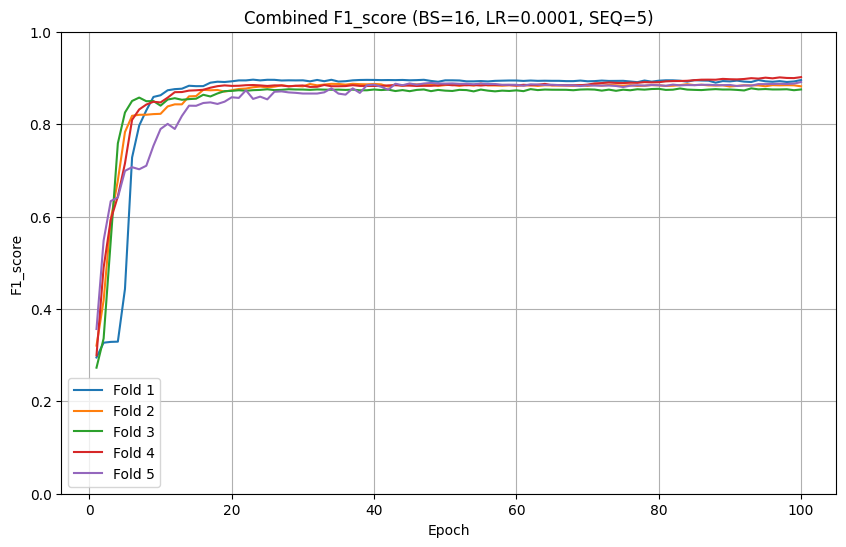 Combined F1_score (BS=16, LR=0.0001, SEQ=5)
1.0
0.8
0.6
0.4
0.2
0.0
F1_score
Fold 1
Fold 2
Fold 3
Fold 4
Fold 5
0 20 40 60 80 100
Epoch